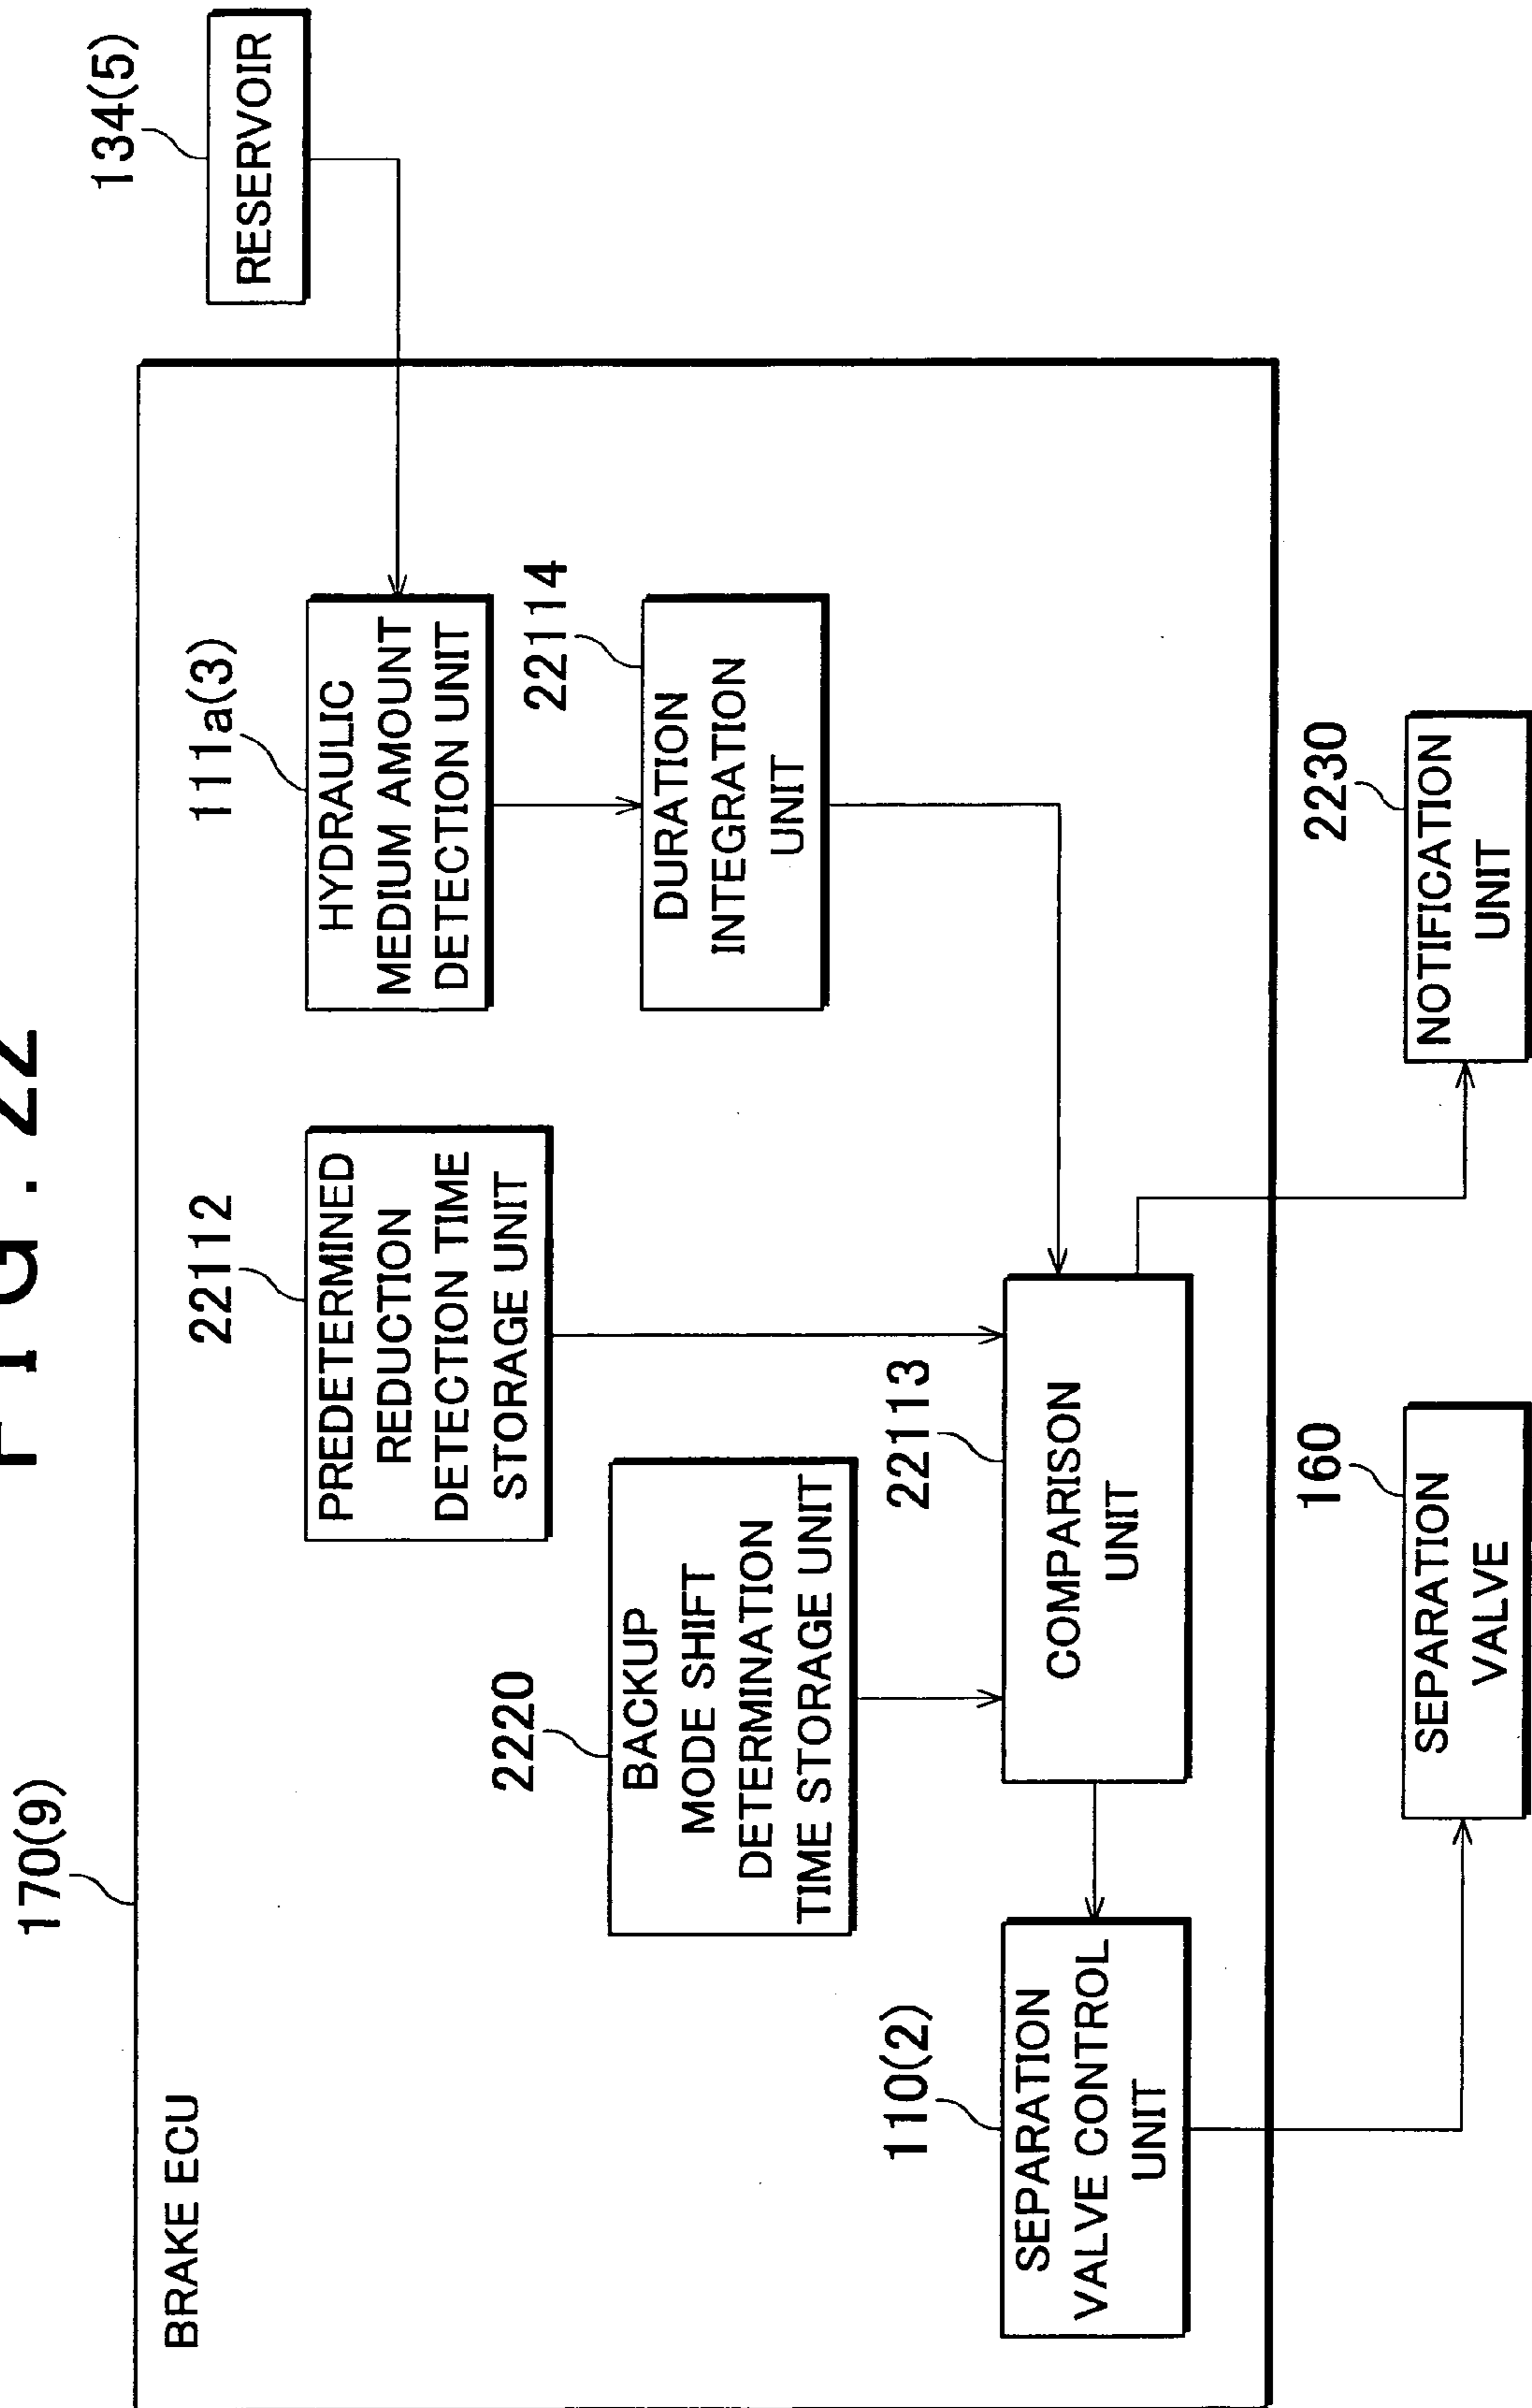 FIG. 22
170(9)
BRAKE ECU
134(5)
RESERVOIR
111a(3)
HYDRAULIC
MEDIUM AMOUNT
DETECTION UNIT
22114
DURATION
INTEGRATION
UNIT
22112
PREDETERMINED
REDUCTION
DETECTION TIME
STORAGE UNIT
2220
BACKUP
MODE SHIFT
DETERMINATION
TIME STORAGE UNIT
22113
COMPARISON
UNIT
110(2)
SEPARATION
VALVE CONTROL
UNIT
160
SEPARATION
VALVE
2230
NOTIFICATION
UNIT